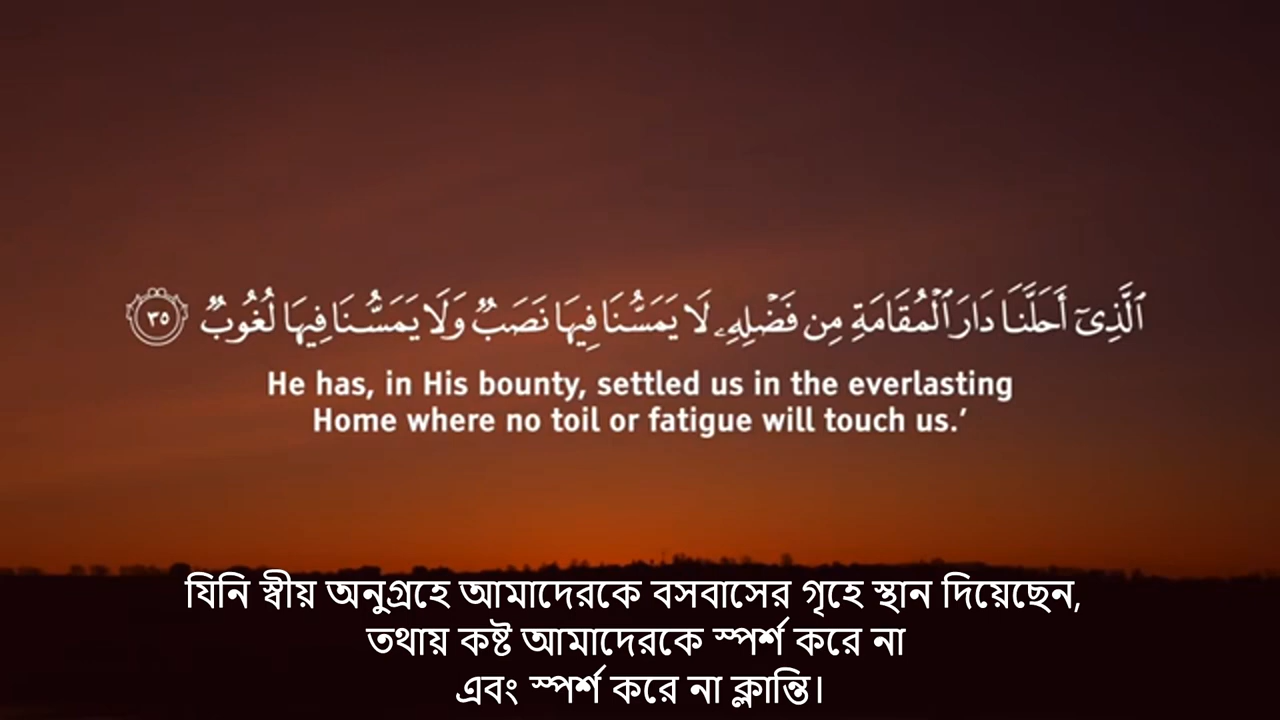 ٱلَّذِىٓ أَحَلَّنَا دَارَ ٱلْمُقَامَةِ مِن فَضْلِهِۦ لَا يَمَسُّنَا فِيهَا نَصَبٌ وَلَا يَمَسُّنَا فِيهَا لُغُوبٌ ٣٥
He has, in His bounty, settled us in the everlasting
Home where no toil or fatigue will touch us.’
যিনি স্বীয় অনুগ্রহে আমাদেরকে বসবাসের গৃহে স্থান দিয়েছেন,
তথায় কষ্ট আমাদেরকে স্পর্শ করে না
এবং স্পর্শ করে না ক্লান্তি।